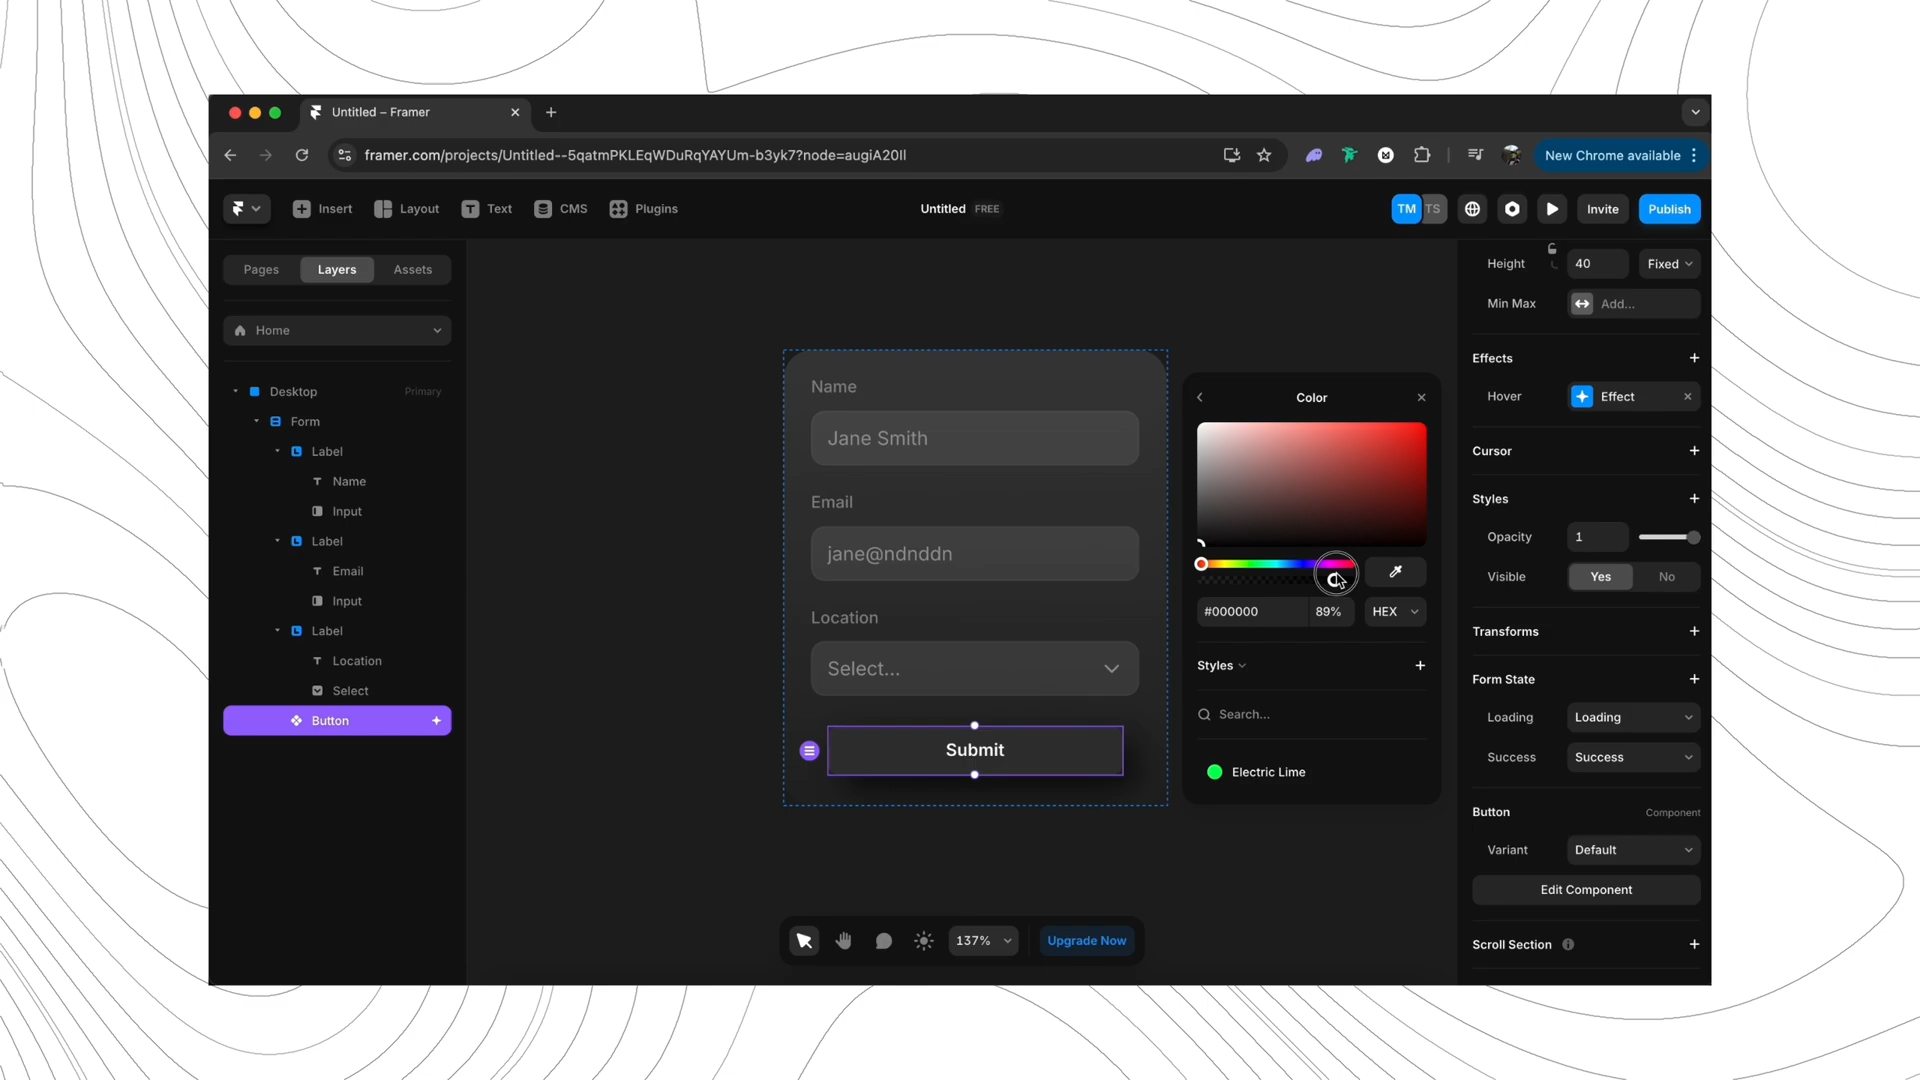 Untitled – Framer
framer.com/projects/Untitled--5qatmPKLEqWDuRqYAYUm-b3yk7?node=augiA20Il
New Chrome available
Insert
Layout
Text
CMS
Plugins
Untitled FREE
TM
TS
Invite
Publish
Pages
Layers
Assets
Home
Desktop
Primary
Form
Label
Name
Input
Label
Email
Input
Label
Location
Select
Button
Name
Jane Smith
Email
jane@ndnddn
Location
Select...
Submit
137%
Upgrade Now
Color
#000000
89%
HEX
Styles
Search...
Electric Lime
Height
40
Fixed
Min Max
Add...
Effects
Hover
Effect
Cursor
Styles
Opacity
1
Visible
Yes
No
Transforms
Form State
Loading
Loading
Success
Success
Button
Component
Variant
Default
Edit Component
Scroll Section